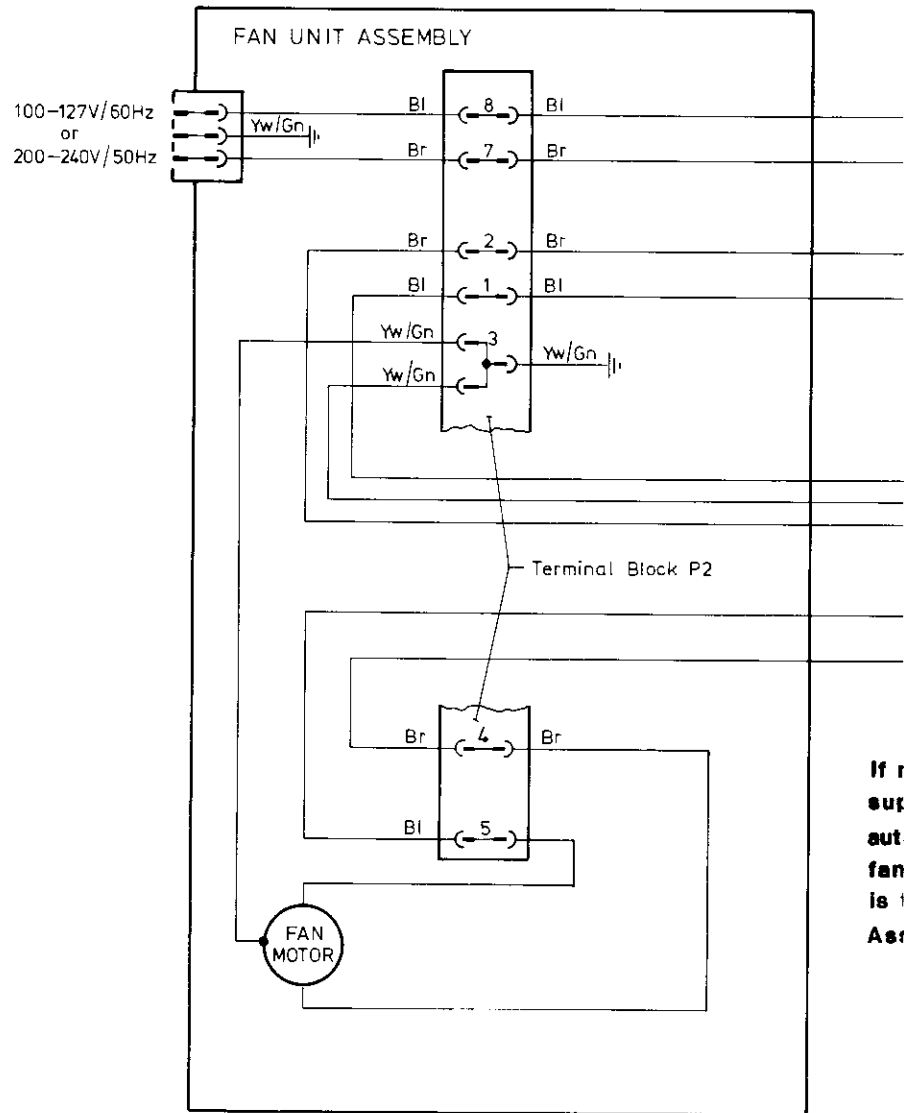 FAN UNIT ASSEMBLY
100-127V/60Hz
or
200-240V/50Hz
Yw/Gn
Bl 8 Bl
Br 7 Br
Br 2 Br
Bl 1 Bl
Yw/Gn 3
Yw/Gn
Yw/Gn
Terminal Block P2
Br 4 Br
Bl 5
FAN
MOTOR
If
sup
aut
fan
is
Ass